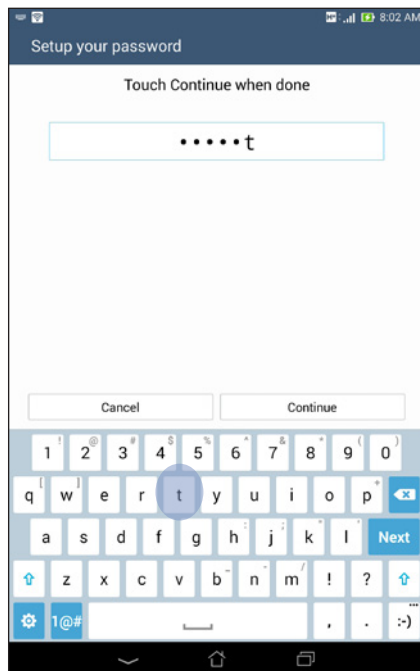 8:02 AM
Setup your password
Touch Continue when done
•••••t
Cancel Continue
! @ # $ % ^ & * ( )
1 2 3 4 5 6 7 8 9 0
[ ] +
q w e r t y u i o p
: ; ' "
a s d f g h j k l Next
- ~ /
z x c v b n m ! ?
1@# , . :-)